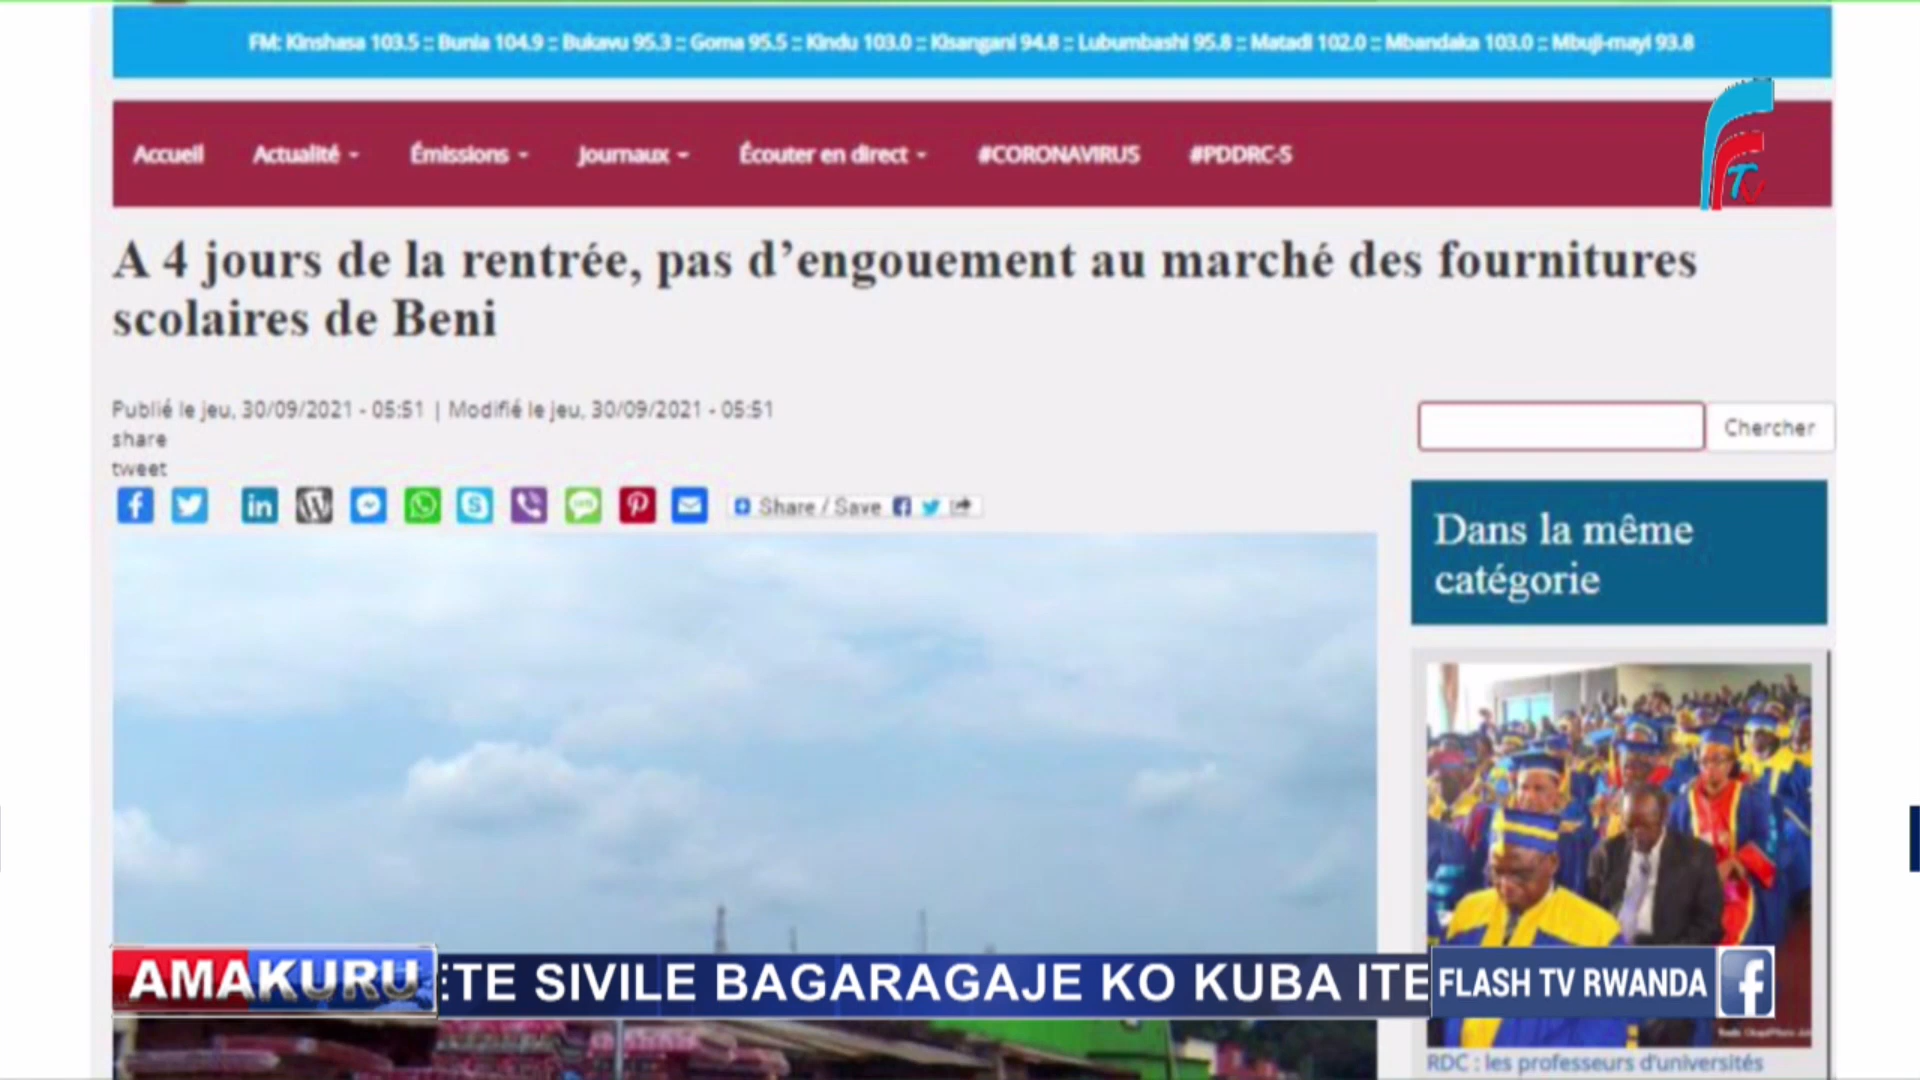 FM: Kinshasa 103.5 :: Bunia 104.9 :: Bukavu 95.3 :: Goma 95.5 :: Kindu 103.0 :: Kisangani 94.8 :: Lubumbashi 95.8 :: Matadi 102.0 :: Mbandaka 103.0 :: Mbuji-mayi 93.8
Accueil Actualité Émissions Journaux Écouter en direct #CORONAVIRUS #PDDRC-S
TV
A 4 jours de la rentrée, pas d’engouement au marché des fournitures
scolaires de Beni
Publié le jeu, 30/09/2021 - 05:51 | Modifié le jeu, 30/09/2021 - 05:51
share
tweet
Chercher
Share / Save
Dans la même
catégorie
AMAKURU
ETE SIVILE BAGARAGAJE KO KUBA ITE
FLASH TV RWANDA
RDC : les professeurs d'universités